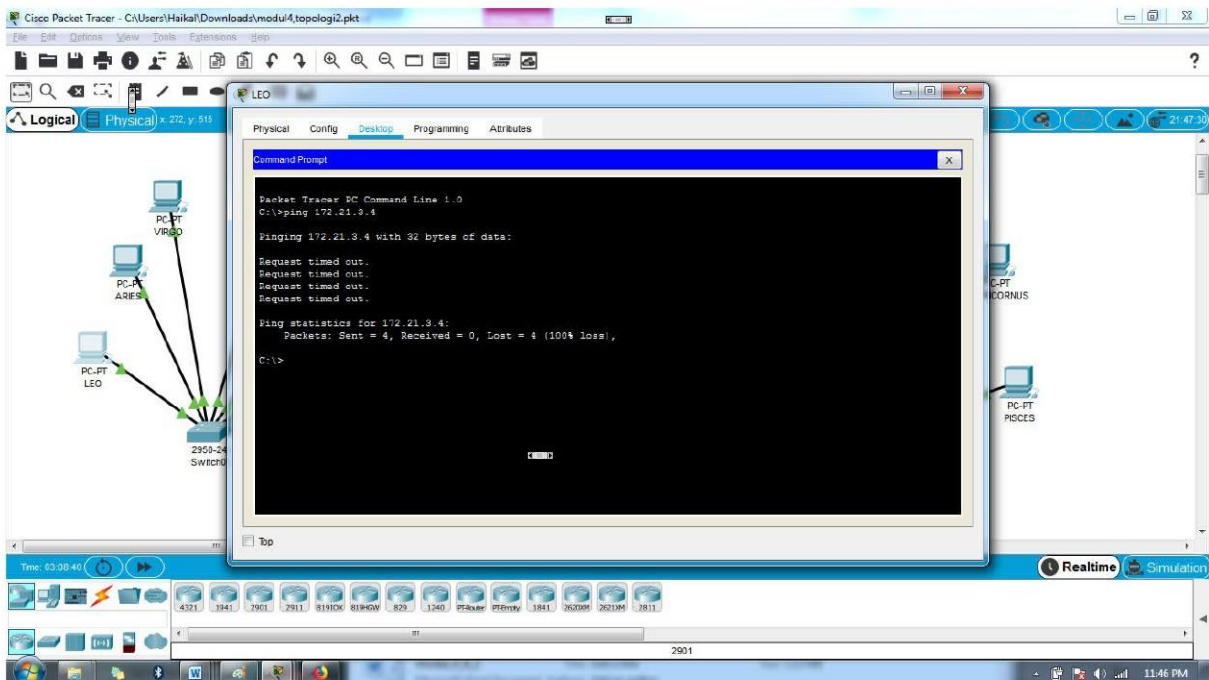 Cisco Packet Tracer - C:\Users\Haikal\Downloads\modul4,topologi2.pkt
File Edit Options View Tools Extensions Help
?
Logical Physical x: 272, y: 515
21:47:30
LEO
Physical Config Desktop Programming Attributes
Command Prompt
X
Packet Tracer PC Command Line 1.0
C:\>ping 172.21.3.4
Pinging 172.21.3.4 with 32 bytes of data:
Request timed out.
Request timed out.
Request timed out.
Request timed out.
Ping statistics for 172.21.3.4:
Packets: Sent = 4, Received = 0, Lost = 4 (100% loss),
C:\>
Top
PC-PT
VIRGO
PC-PT
ARIES
PC-PT
LEO
2950-24
Switch0
C-PT
ICORNUS
PC-PT
PISCES
Time: 03:08:40
Realtime Simulation
4321 1941 2901 2911 819IOX 819HGW 829 1240 PT-Router PT-Empty 1841 2620XM 2621XM 2811
2901
11:46 PM